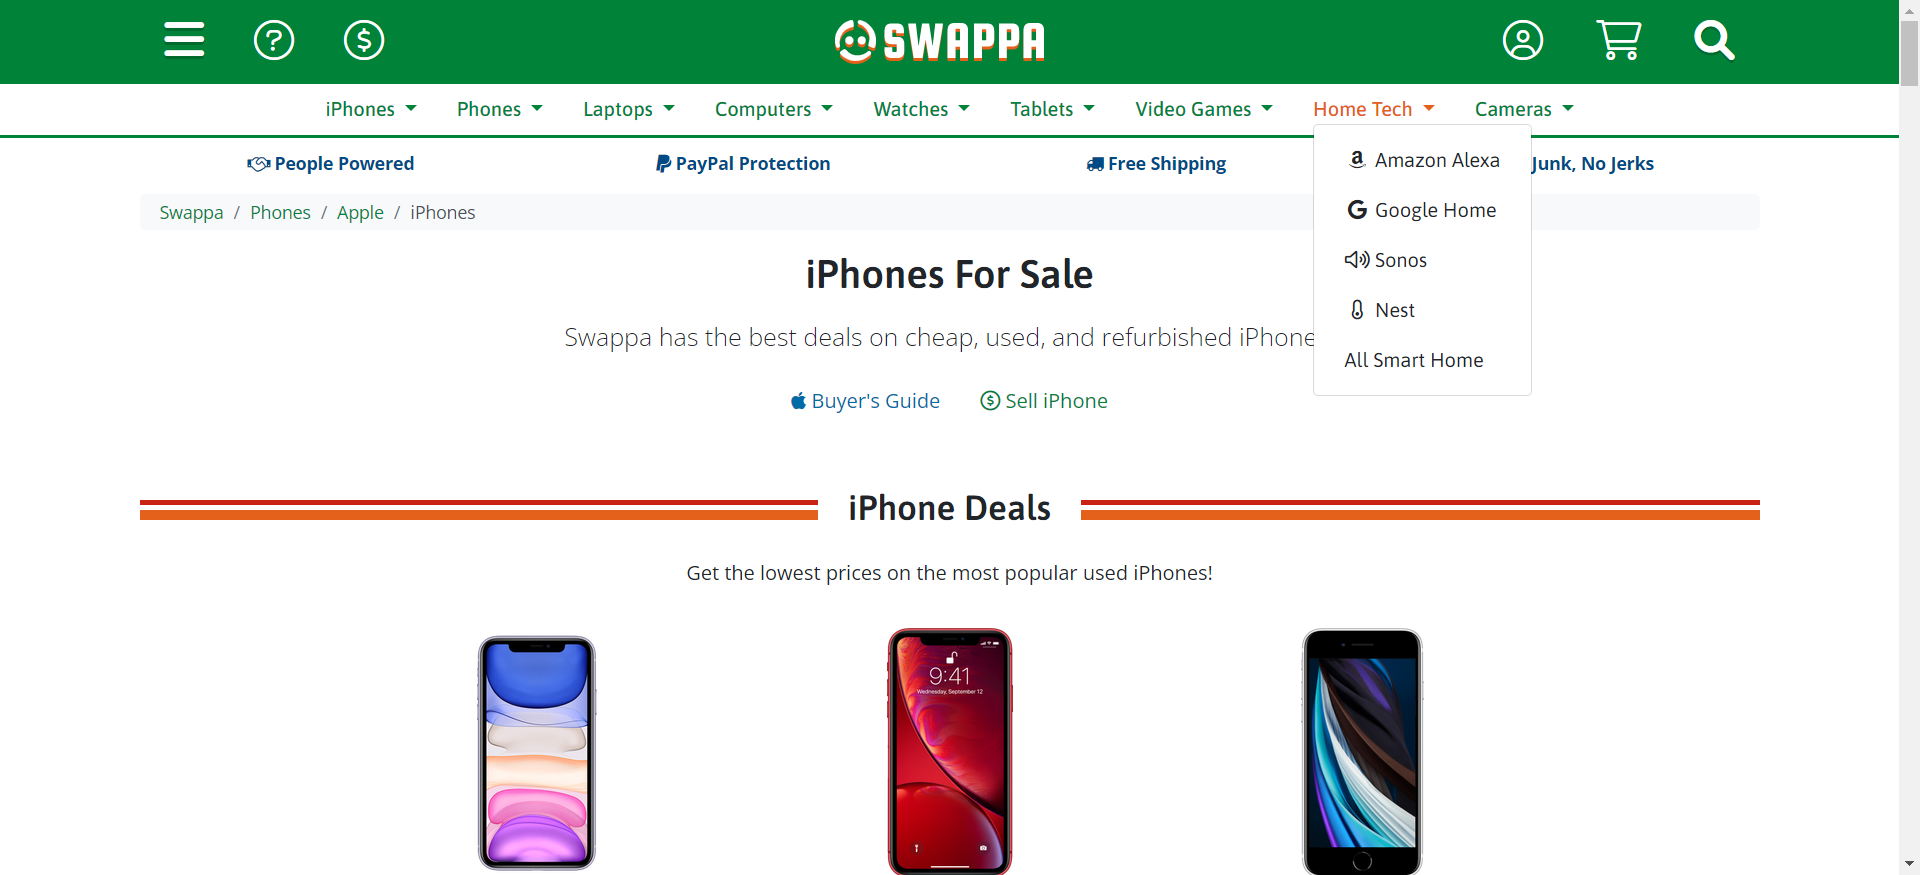 SWAPPA
iPhones Phones Laptops Computers Watches Tablets Video Games Home Tech Cameras
People Powered PayPal Protection Free Shipping Junk, No Jerks
Amazon Alexa
Swappa / Phones / Apple / iPhones
Google Home
iPhones For Sale
Sonos
Nest
Swappa has the best deals on cheap, used, and refurbished iPhone
All Smart Home
Buyer's Guide Sell iPhone
iPhone Deals
Get the lowest prices on the most popular used iPhones!
9:41
Wednesday, September 12